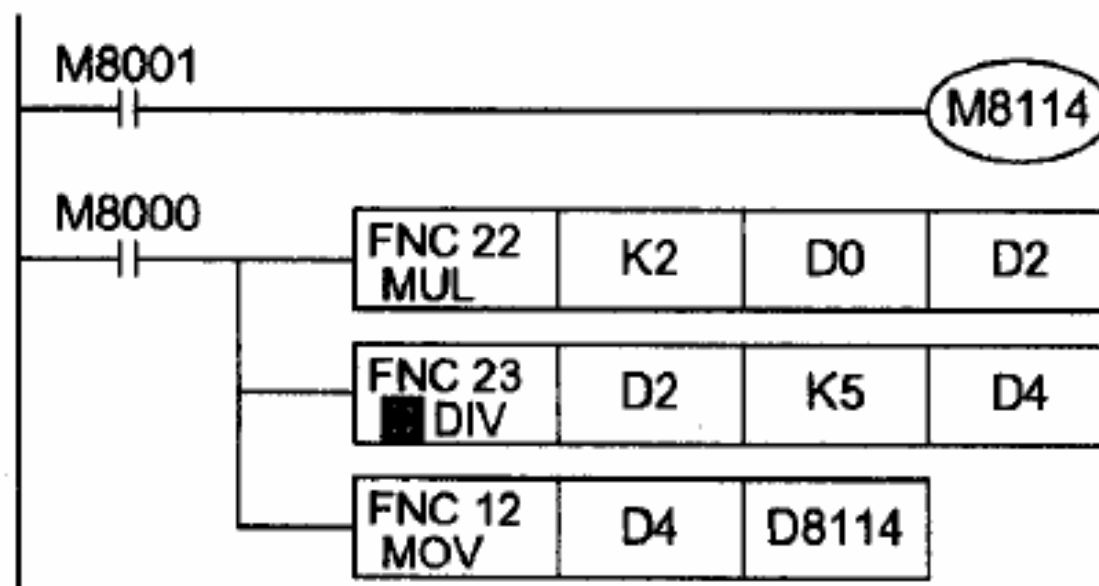 M8001
M8114
M8000
FNC 22
MUL
K2
D0
D2
FNC 23
DIV
D2
K5
D4
FNC 12
MOV
D4
D8114